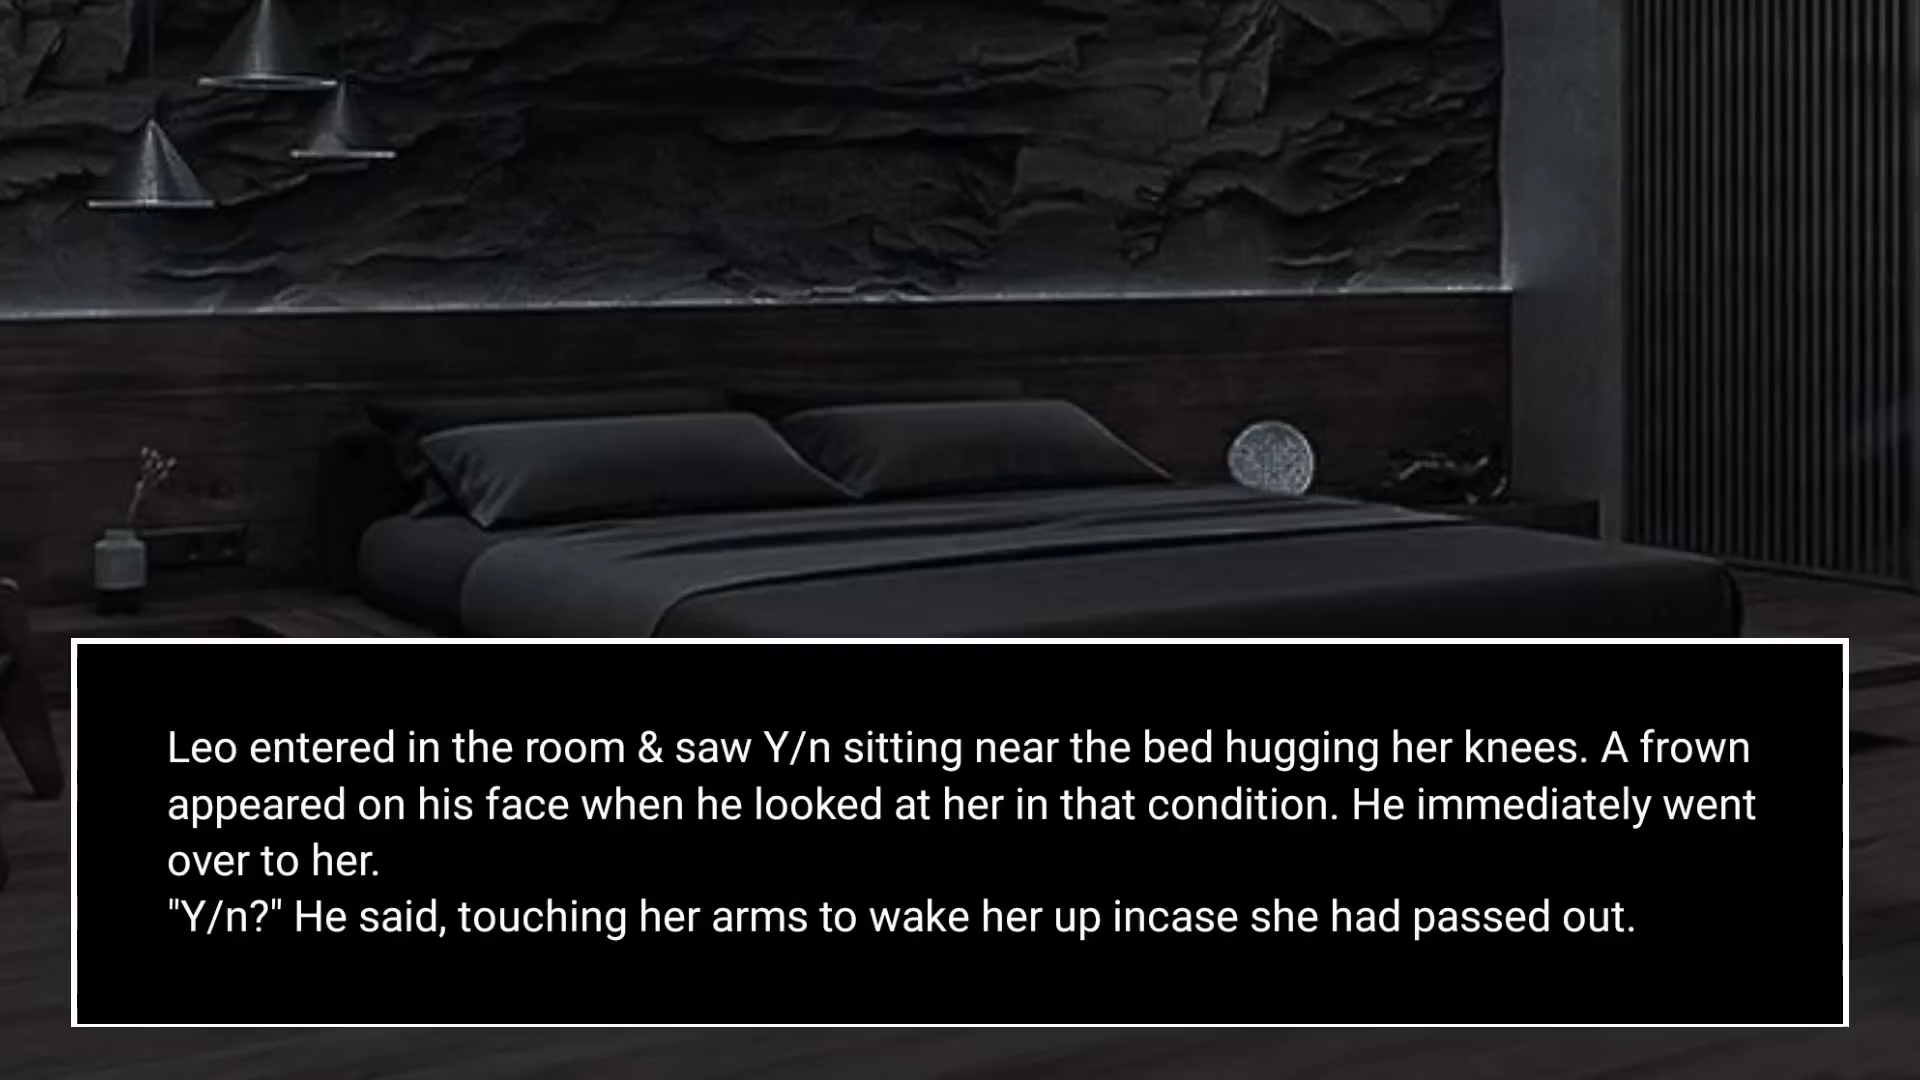 Leo entered in the room & saw Y/n sitting near the bed hugging her knees. A frown
appeared on his face when he looked at her in that condition. He immediately went
over to her.
"Y/n?" He said, touching her arms to wake her up incase she had passed out.